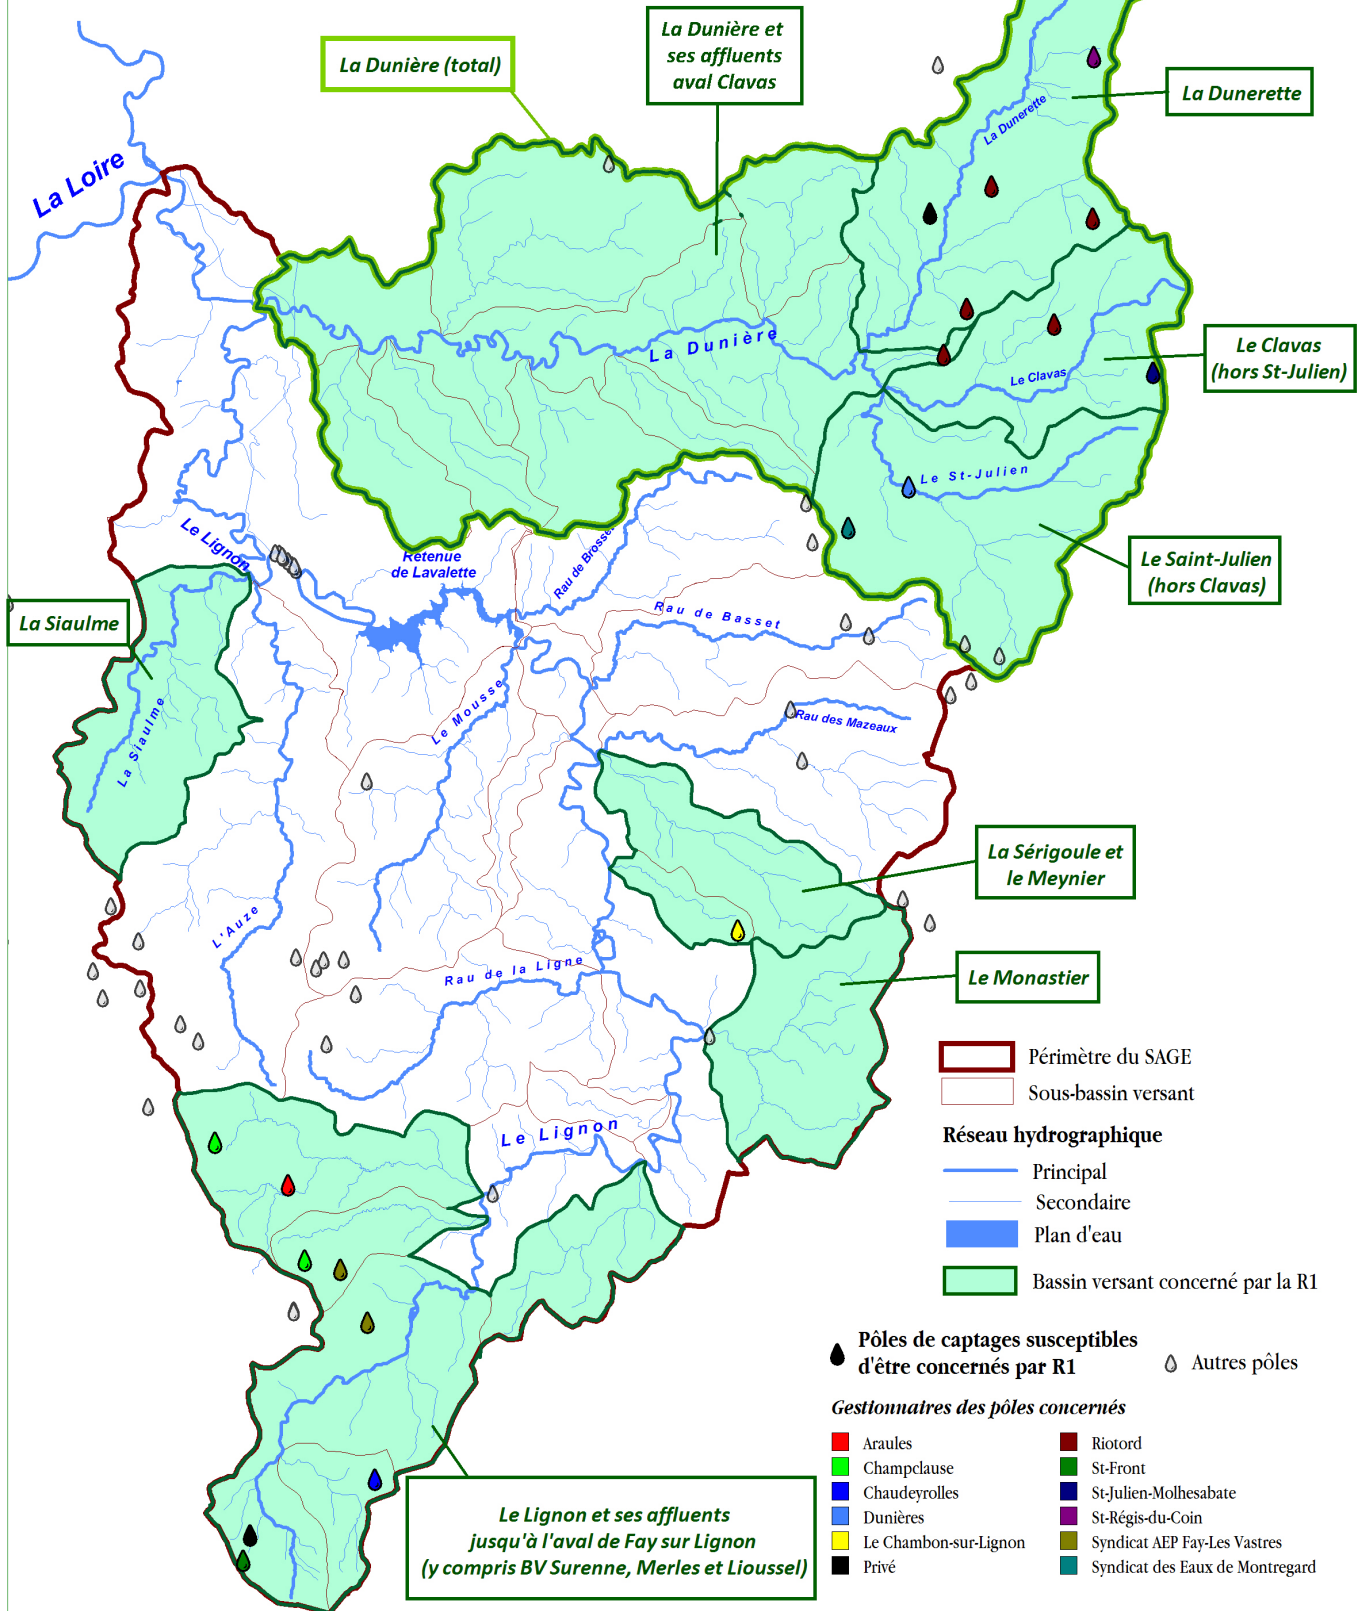 La Dunière et
ses affluents
aval Clavas
La Dunière (total)
La Dunerette
La Dunerette
La Loire
La Dunière
Le Clavas
(hors St-Julien)
Le Clavas
Le St-Julien
Le Lignon
Retenue
de Lavalette
Rau de Brosse
Le Saint-Julien
(hors Clavas)
La Siaulme
Rau de Basset
Le Mousse
Rau des Mazeaux
La Siaulme
La Sérigoule et
le Meynier
L'Auze
Rau de la Ligne
Le Monastier
Le Lignon
Périmètre du SAGE
Sous-bassin versant
Réseau hydrographique
Principal
Secondaire
Plan d'eau
Bassin versant concerné par la R1
Pôles de captages susceptibles
d'être concernés par R1
Autres pôles
Gestionnaires des pôles concernés
Araules
Champclause
Chaudeyrolles
Dunières
Le Chambon-sur-Lignon
Privé
Riotord
St-Front
St-Julien-Molhesabate
St-Régis-du-Coin
Syndicat AEP Fay-Les Vastres
Syndicat des Eaux de Montregard
Le Lignon et ses affluents
jusqu'à l'aval de Fay sur Lignon
(y compris BV Surenne, Merles et Lioussel)